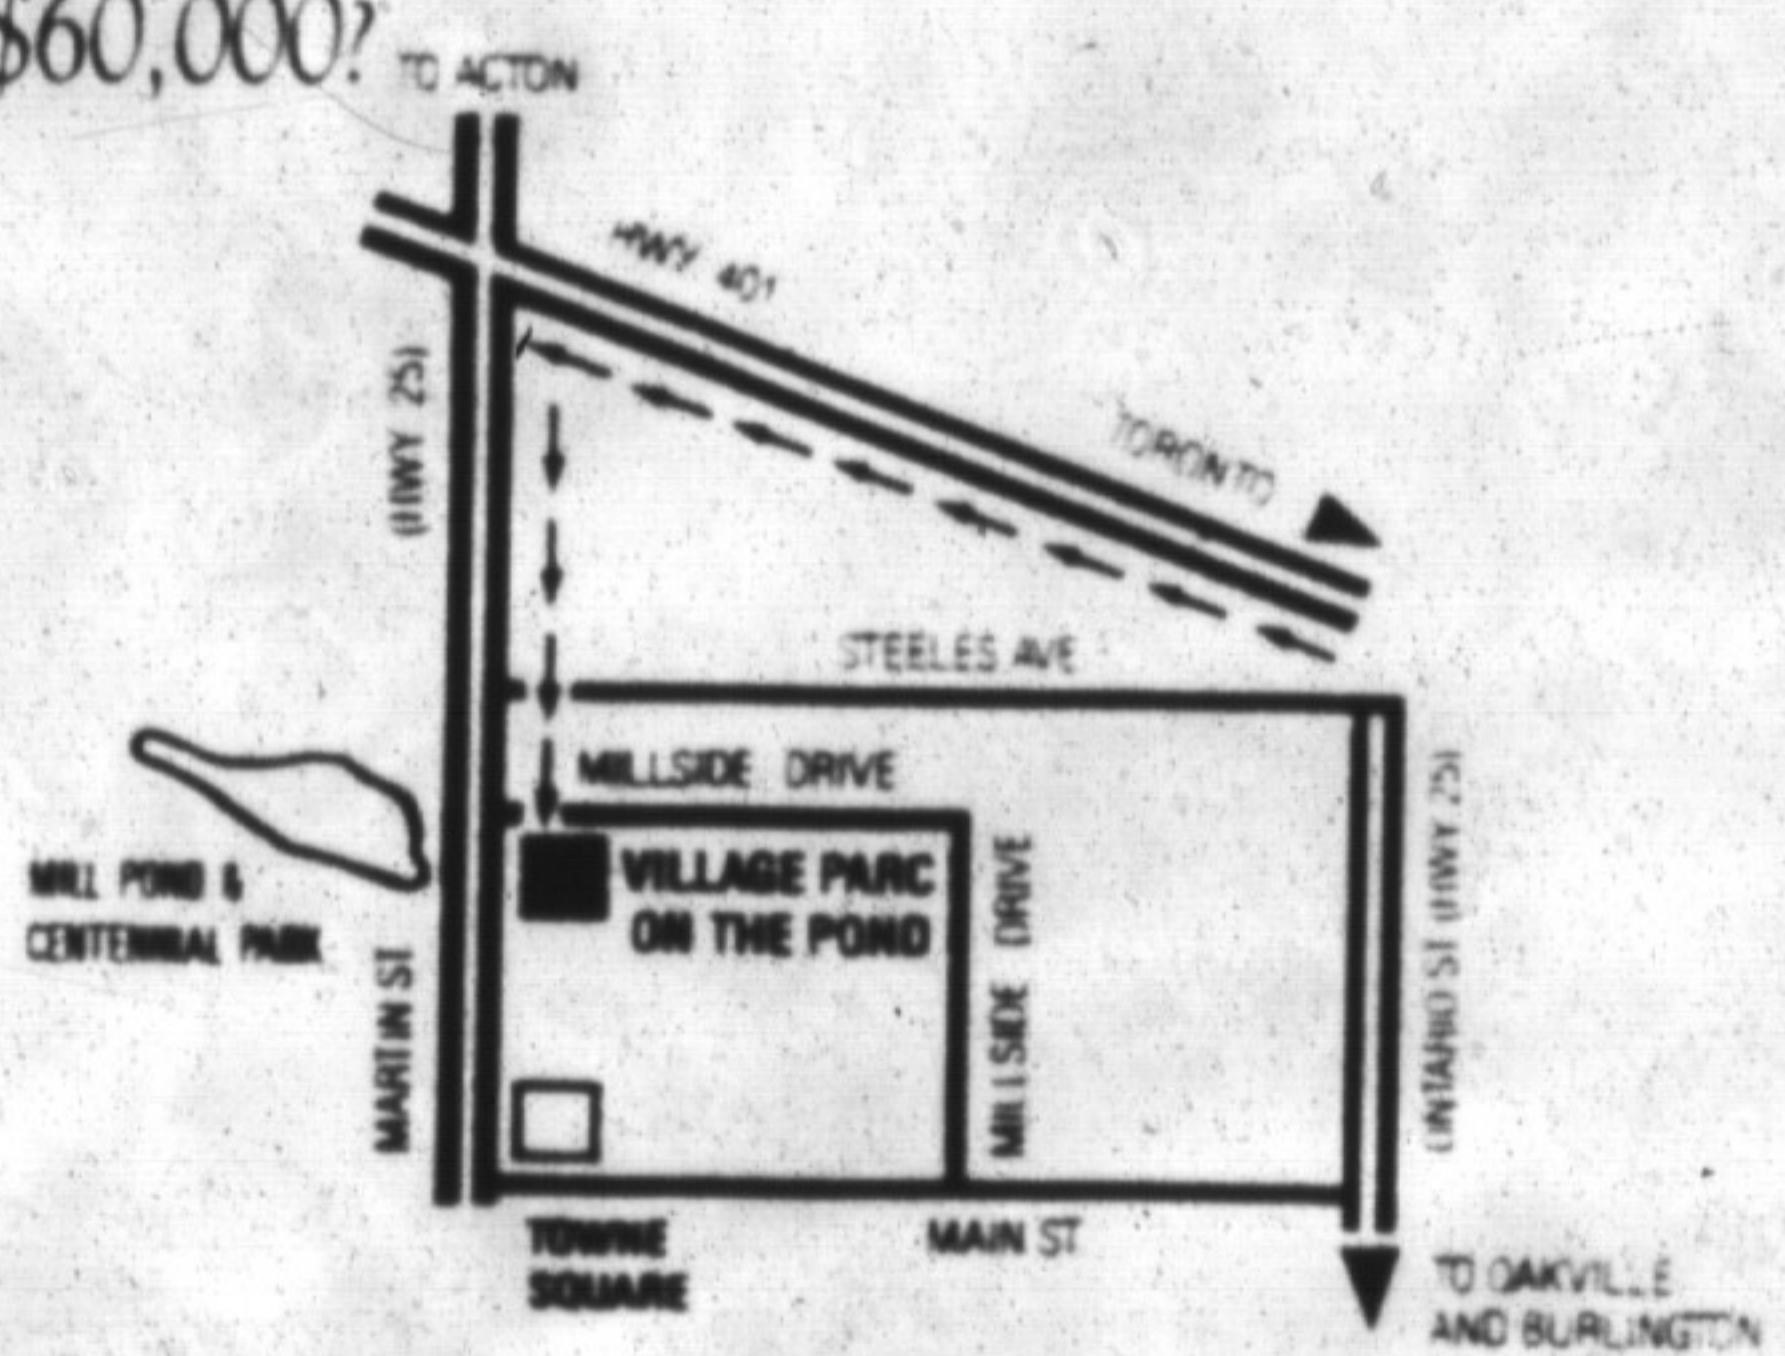 $60,000?
TO ACTON
HWY 401
(HWY 25)
TORONTO
STEELES AVE
MILLSIDE DRIVE
VILLAGE PARC
ON THE POND
MILL POND &
CENTENNIAL PARK
MARTIN ST
MILLSIDE DRIVE
ONTARIO ST (HWY 25)
TOWNE
SQUARE
MAIN ST
TO OAKVILLE
AND BURLINGTON